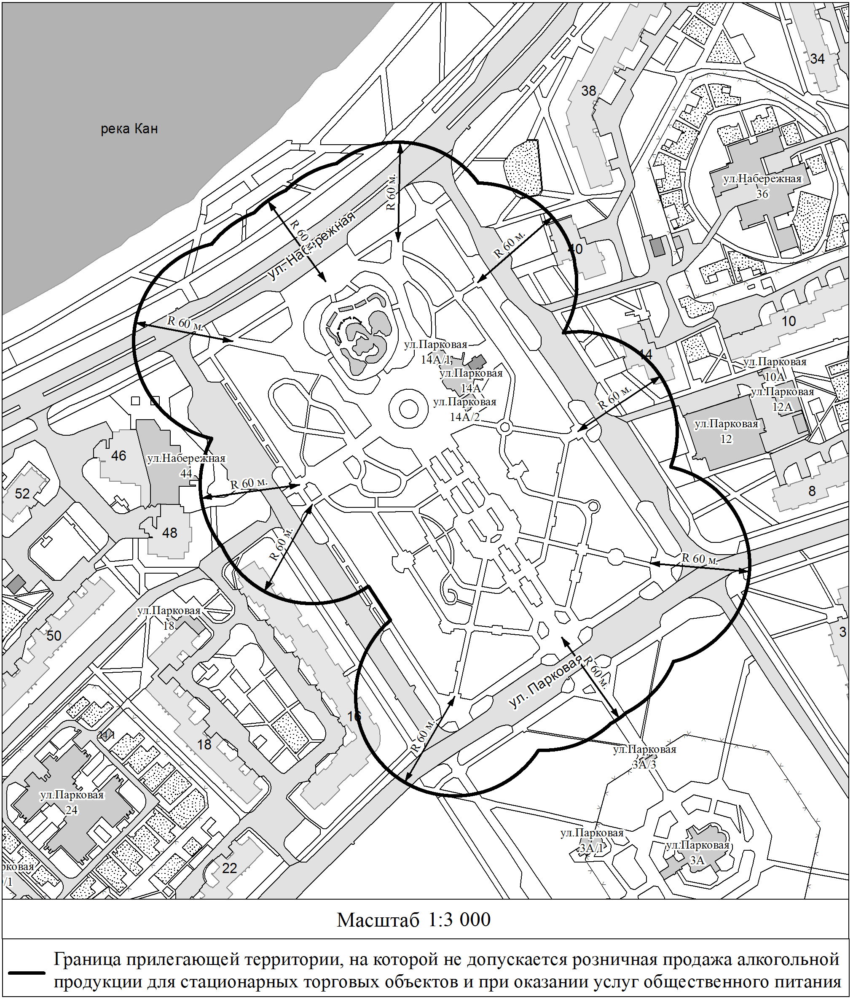 34
38
река Кан
ул.Набережная
36
R 60 м.
R 60 м.
ул. Набережная
R 60 м.
40
R 60 м.
10
ул.Парковая
14А/1
14
ул.Парковая
10А
ул.Парковая
14А
ул.Парковая
12А
R 60 м.
ул.Парковая
14А/2
ул.Парковая
12
46
ул.Набережная
44
R 60 м.
52
8
48
R 60 м.
R 60 м.
ул.Парковая
18
50
3
R 60 м.
ул. Парковая
16
R 60 м.
24/1
18
ул.Парковая
3А/3
ул.Парковая
24
ул.Парковая
3А/1
ул.Парковая
3А
рковая
/1
22
Масштаб 1:3 000
Граница прилегающей территории, на которой не допускается розничная продажа алкогольной
продукции для стационарных торговых объектов и при оказании услуг общественного питания